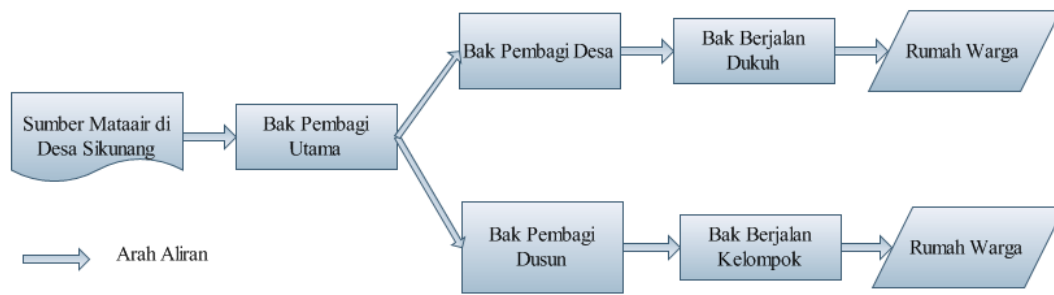 Sumber Mataair di
Desa Sikunang
Bak Pembagi
Utama
Bak Pembagi Desa
Bak Berjalan
Dukuh
Rumah Warga
Bak Pembagi
Dusun
Bak Berjalan
Kelompok
Rumah Warga
Arah Aliran